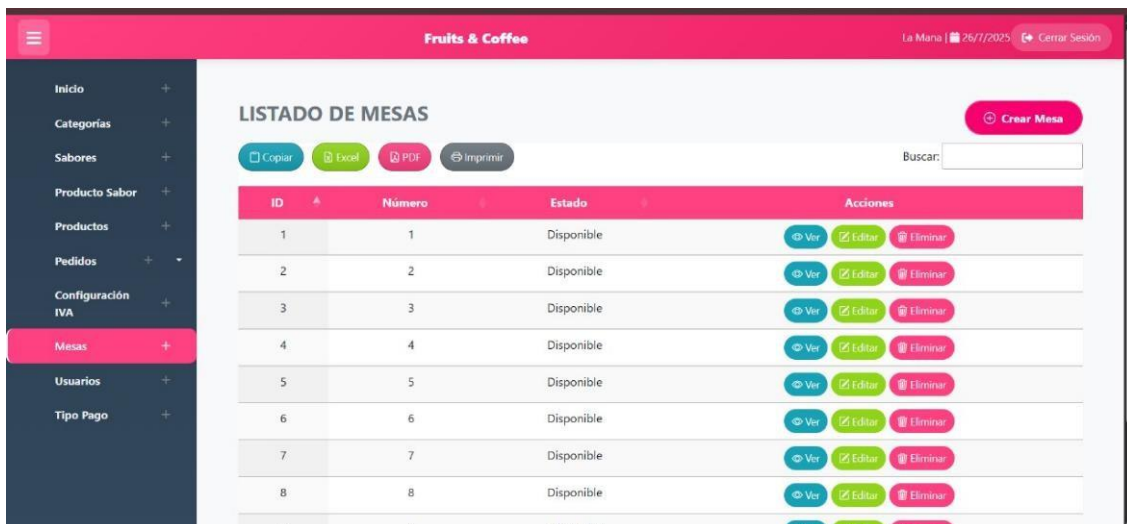 Fruits & Coffee
La Mana | 26/7/2025 Cerrar Sesión
Inicio
Categorías
Sabores
Producto Sabor
Productos
Pedidos
Configuración
IVA
Mesas
Usuarios
Tipo Pago
LISTADO DE MESAS
Crear Mesa
Copiar Excel PDF Imprimir
Buscar:
ID Número Estado Acciones
1 1 Disponible Ver Editar Eliminar
2 2 Disponible Ver Editar Eliminar
3 3 Disponible Ver Editar Eliminar
4 4 Disponible Ver Editar Eliminar
5 5 Disponible Ver Editar Eliminar
6 6 Disponible Ver Editar Eliminar
7 7 Disponible Ver Editar Eliminar
8 8 Disponible Ver Editar Eliminar